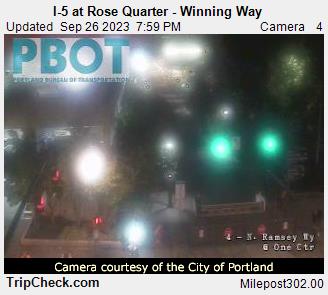 I-5 at Rose Quarter - Winning Way
Updated Sep 26 2023 7:59 PM Camera 4
PBOT
PORTLAND BUREAU OF TRANSPORTATION
4 - N. Ramsey Wy
@ One Ctr
Camera courtesy of the City of Portland
TripCheck.com Milepost302.00